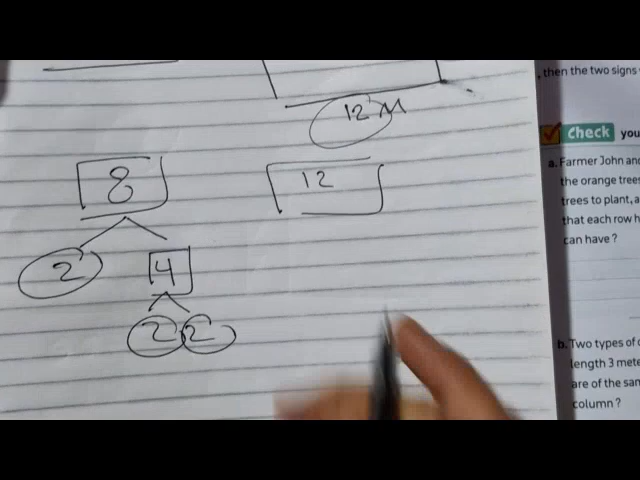 12 M
8
12
2
4
2 2
, then the two signs
Check you
a. Farmer John and
the orange trees
trees to plant, a
that each row h
can have ?
b. Two types of
length 3 mete
are of the sam
column ?